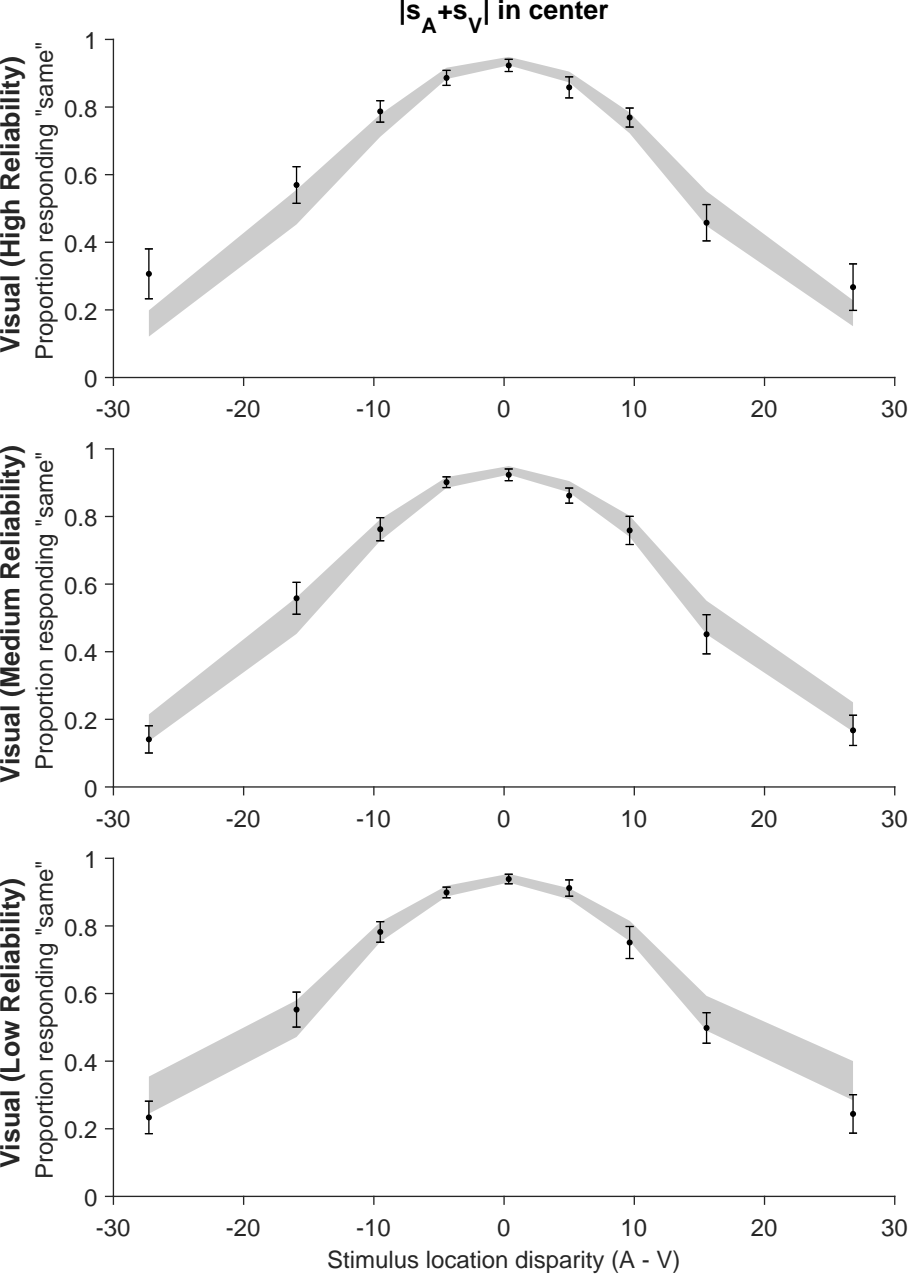 |s_A+s_V| in center
Visual (High Reliability)
Proportion responding "same"
1
0.8
0.6
0.4
0.2
0
-30 -20 -10 0 10 20 30
Visual (Medium Reliability)
Proportion responding "same"
1
0.8
0.6
0.4
0.2
0
-30 -20 -10 0 10 20 30
Visual (Low Reliability)
Proportion responding "same"
1
0.8
0.6
0.4
0.2
0
-30 -20 -10 0 10 20 30
Stimulus location disparity (A - V)